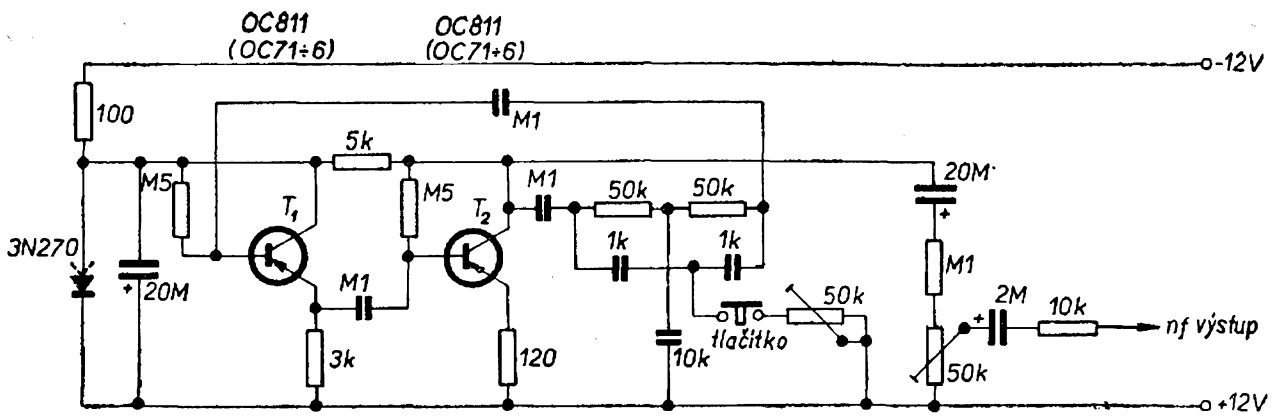 OC811
(OC71÷6)
OC811
(OC71÷6)
-12V
100
M1
5k
M5
M5
M1
50k
50k
20M
T1
T2
3N270
1k
1k
M1
20M
M1
50k
2M
10k
tlačítko
nf výstup
3k
120
10k
50k
+12V
+
+
+